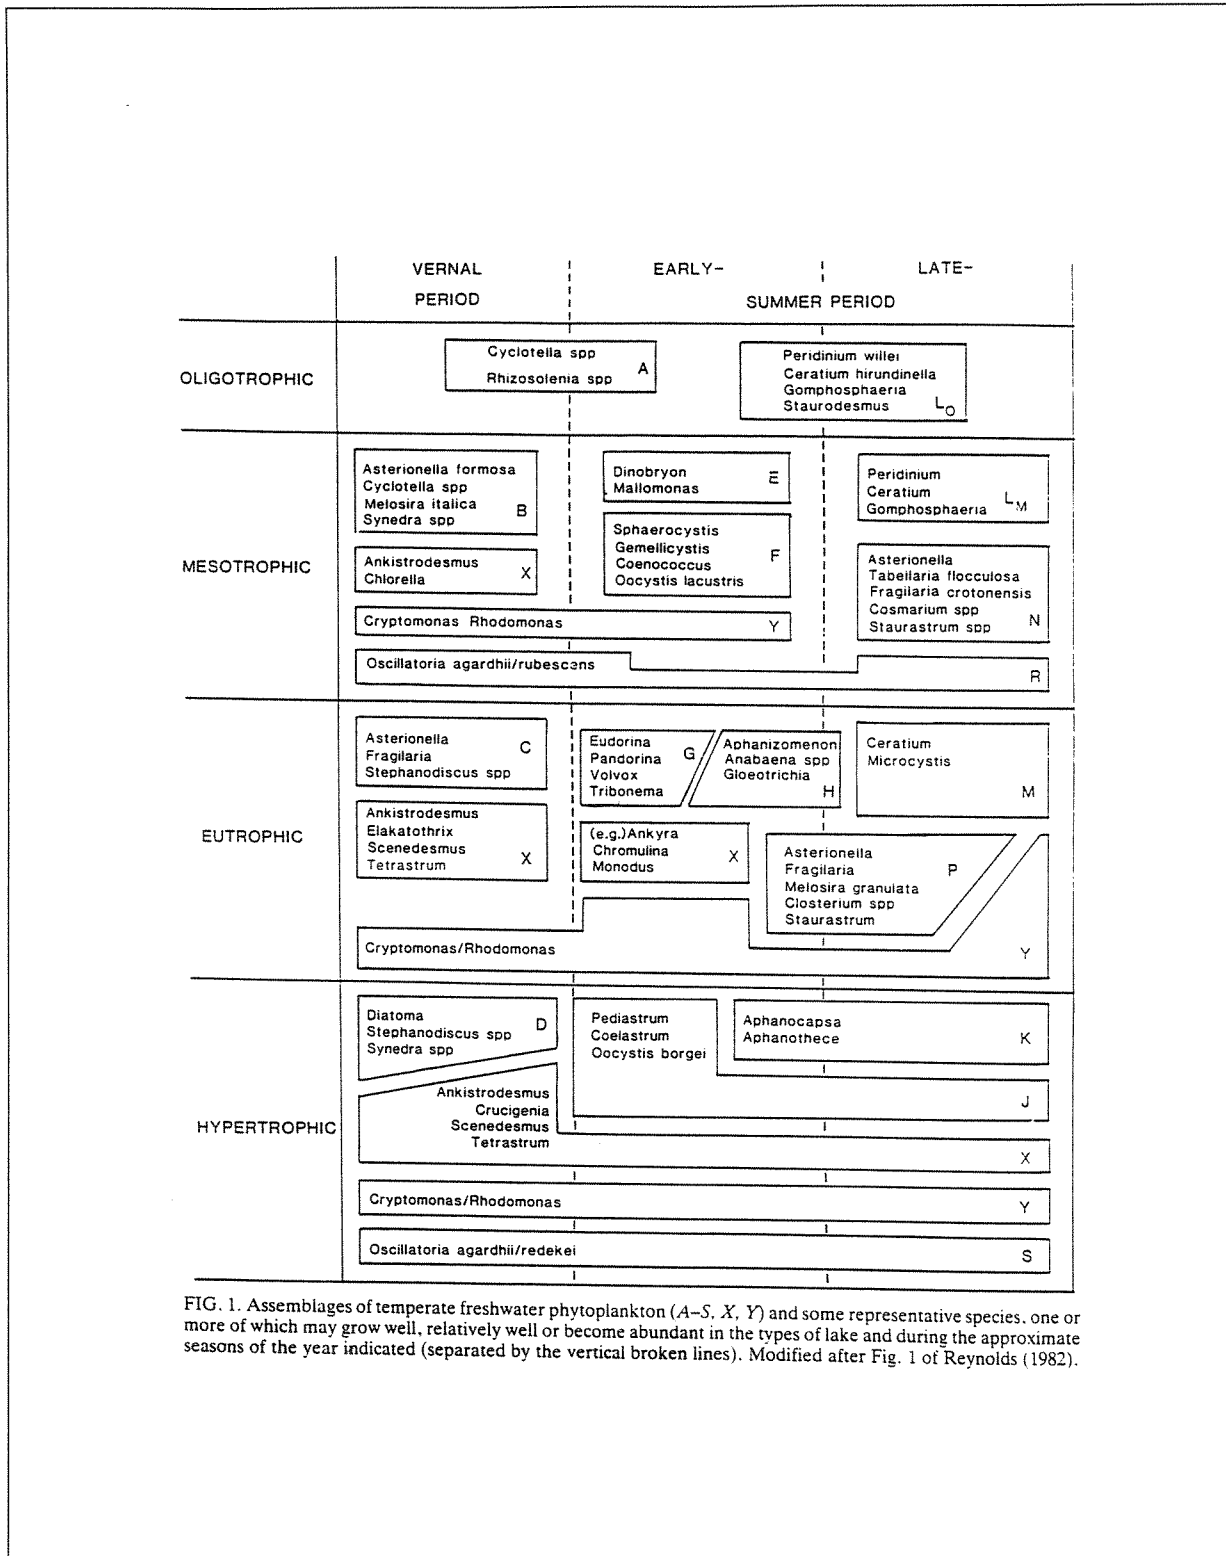 VERNAL
PERIOD
EARLY-
LATE-
SUMMER PERIOD
OLIGOTROPHIC
Cyclotella spp
Rhizosolenia spp
A
Peridinium willei
Ceratium hirundinella
Gomphosphaeria
Staurodesmus
LO
MESOTROPHIC
Asterionella formosa
Cyclotella spp
Melosira italica
Synedra spp
B
Ankistrodesmus
Chlorella
X
Dinobryon
Mallomonas
E
Sphaerocystis
Gemellicystis
Coenococcus
Oocystis lacustris
F
Peridinium
Ceratium
Gomphosphaeria
LM
Asterionella
Tabellaria flocculosa
Fragilaria crotonensis
Cosmarium spp
Staurastrum spp
N
Cryptomonas Rhodomonas
Y
Oscillatoria agardhii/rubescens
R
EUTROPHIC
Asterionella
Fragilaria
Stephanodiscus spp
C
Ankistrodesmus
Elakatothrix
Scenedesmus
Tetrastrum
X
Eudorina
Pandorina
Volvox
Tribonema
G
Aphanizomenon
Anabaena spp
Gloeotrichia
H
Ceratium
Microcystis
M
(e.g.)Ankyra
Chromulina
Monodus
X
Asterionella
Fragilaria
Melosira granulata
Closterium spp
Staurastrum
P
Cryptomonas/Rhodomonas
Y
HYPERTROPHIC
Diatoma
Stephanodiscus spp
Synedra spp
D
Pediastrum
Coelastrum
Oocystis borgei
J
Aphanocapsa
Aphanothece
K
Ankistrodesmus
Crucigenia
Scenedesmus
Tetrastrum
X
Cryptomonas/Rhodomonas
Y
Oscillatoria agardhii/redekei
S
FIG. 1. Assemblages of temperate freshwater phytoplankton (A–S, X, Y) and some representative species, one or
more of which may grow well, relatively well or become abundant in the types of lake and during the approximate
seasons of the year indicated (separated by the vertical broken lines). Modified after Fig. 1 of Reynolds (1982).